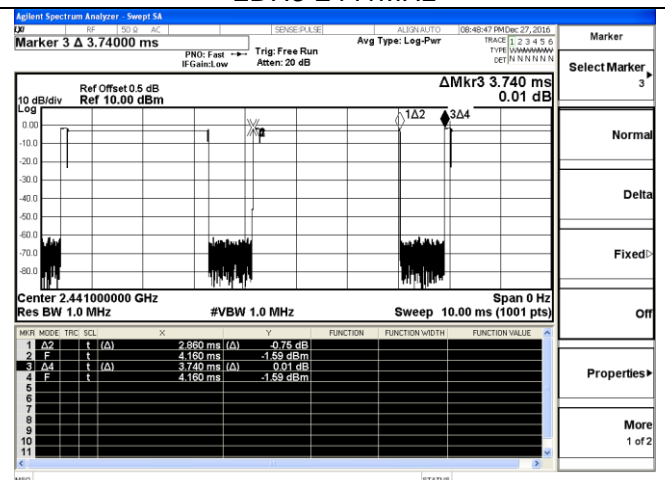 Agilent Spectrum Analyzer - Swept SA
RF 50 Ω AC SENSE:PULSE ALIGN AUTO 08:48:47 PM Dec 27, 2016
Marker 3 Δ 3.74000 ms
PNO: Fast Trig: Free Run Avg Type: Log-Pwr TRACE 1 2 3 4 5 6
TYPE WWWWWW
IFGain:Low Atten: 20 dB DET N N N N N N
Marker
Select Marker
3
Normal
Delta
Fixed
Off
Properties
More
1 of 2
ΔMkr3 3.740 ms
0.01 dB
Ref Offset 0.5 dB
10 dB/div Ref 10.00 dBm
Log
1Δ2 3Δ4
0.00
-10.0
-20.0
-30.0
-40.0
-50.0
-60.0
-70.0
-80.0
Center 2.441000000 GHz Span 0 Hz
Res BW 1.0 MHz #VBW 1.0 MHz Sweep 10.00 ms (1001 pts)
MKR MODE TRC SCL X Y FUNCTION FUNCTION WIDTH FUNCTION VALUE
1 Δ2 t (Δ) 2.960 ms (Δ) -0.75 dB
2 F t 4.160 ms -1.59 dBm
3 Δ4 t (Δ) 3.740 ms (Δ) 0.01 dB
4 F t 4.160 ms -1.59 dBm
5
6
7
8
9
10
11
MSG STATUS